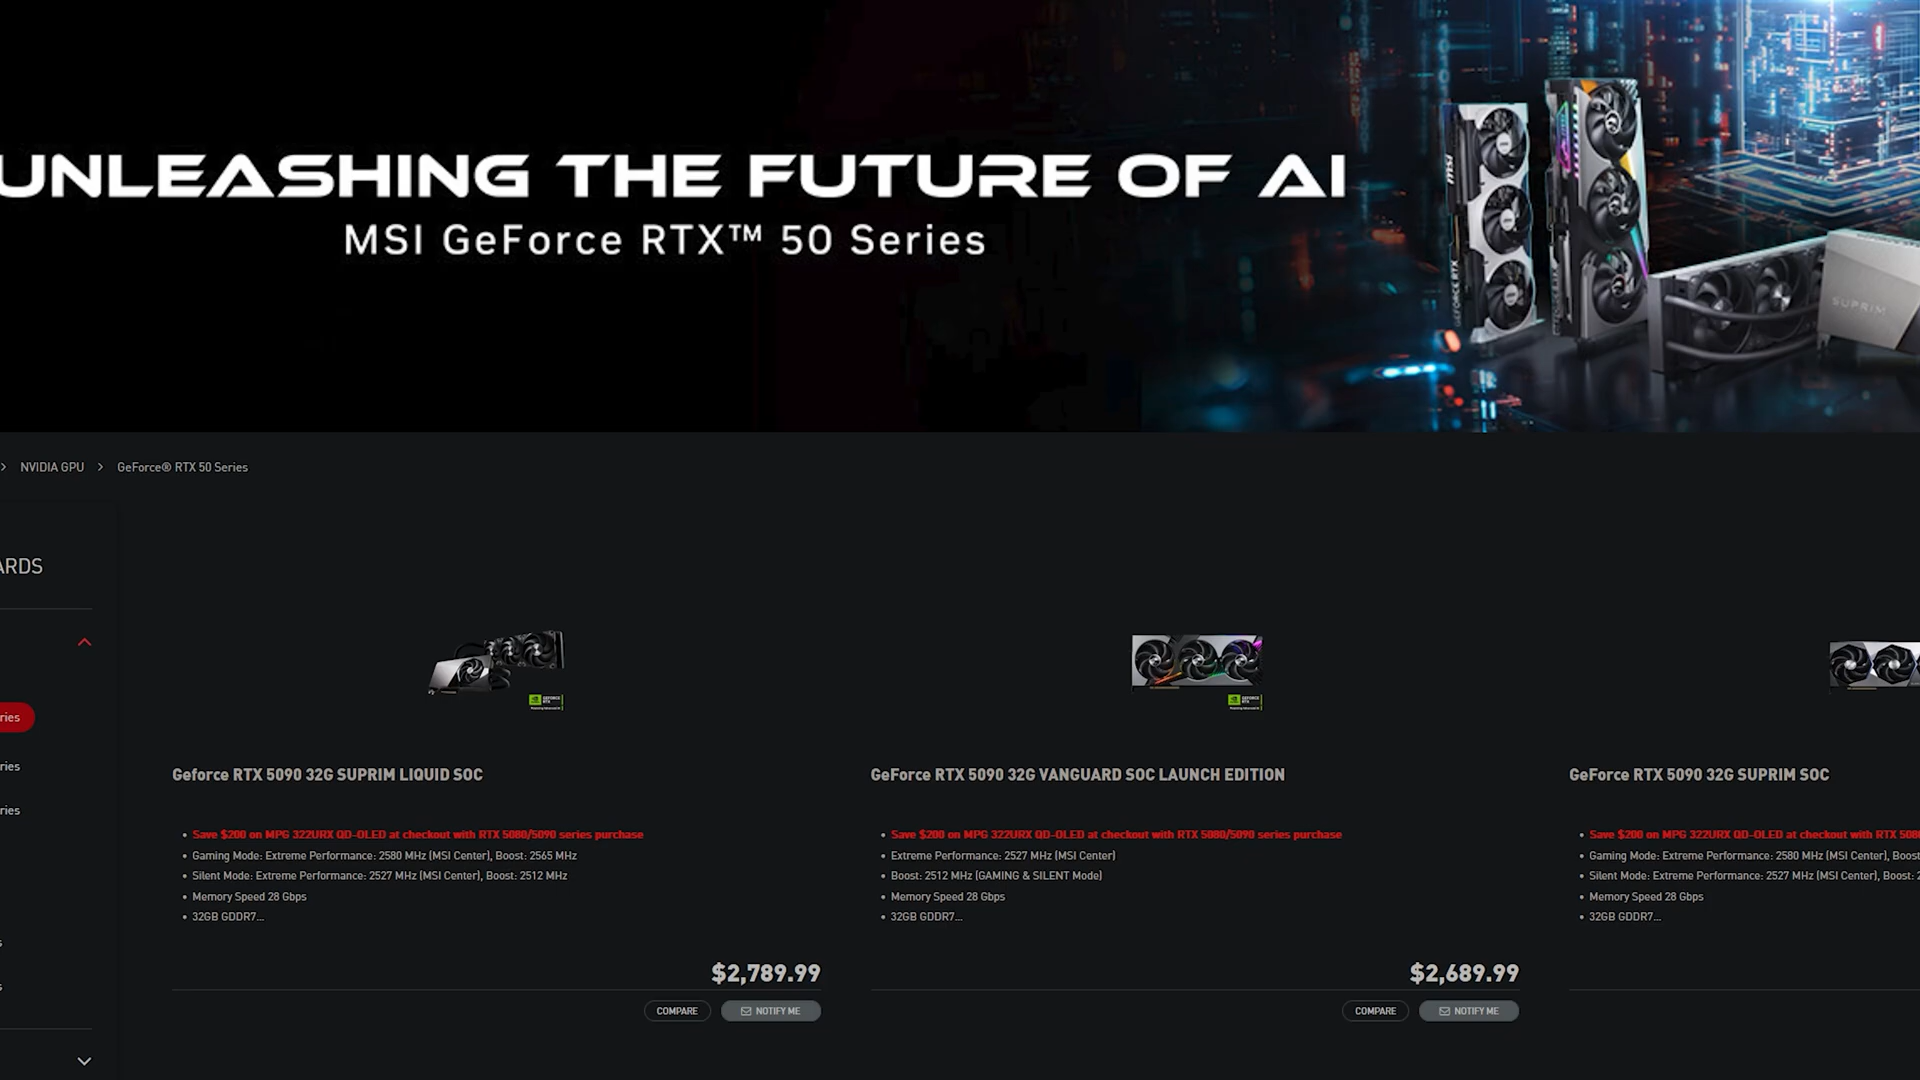 UNLEASHING THE FUTURE OF AI
MSI GeForce RTX™ 50 Series
SUPRIM
> NVIDIA GPU > GeForce® RTX 50 Series
ARDS
ries
ries
ries
s
s
Geforce RTX 5090 32G SUPRIM LIQUID SOC
• Save $200 on MPG 322URX QD-OLED at checkout with RTX 5080/5090 series purchase
• Gaming Mode: Extreme Performance: 2580 MHz (MSI Center), Boost: 2565 MHz
• Silent Mode: Extreme Performance: 2527 MHz (MSI Center), Boost: 2512 MHz
• Memory Speed 28 Gbps
• 32GB GDDR7...
$2,789.99
COMPARE
NOTIFY ME
GeForce RTX 5090 32G VANGUARD SOC LAUNCH EDITION
• Save $200 on MPG 322URX QD-OLED at checkout with RTX 5080/5090 series purchase
• Extreme Performance: 2527 MHz (MSI Center)
• Boost: 2512 MHz (GAMING & SILENT Mode)
• Memory Speed 28 Gbps
• 32GB GDDR7...
$2,689.99
COMPARE
NOTIFY ME
GeForce RTX 5090 32G SUPRIM SOC
• Save $200 on MPG 322URX QD-OLED at checkout with RTX 508
• Gaming Mode: Extreme Performance: 2580 MHz (MSI Center), Boost
• Silent Mode: Extreme Performance: 2527 MHz (MSI Center), Boost: 2
• Memory Speed 28 Gbps
• 32GB GDDR7...